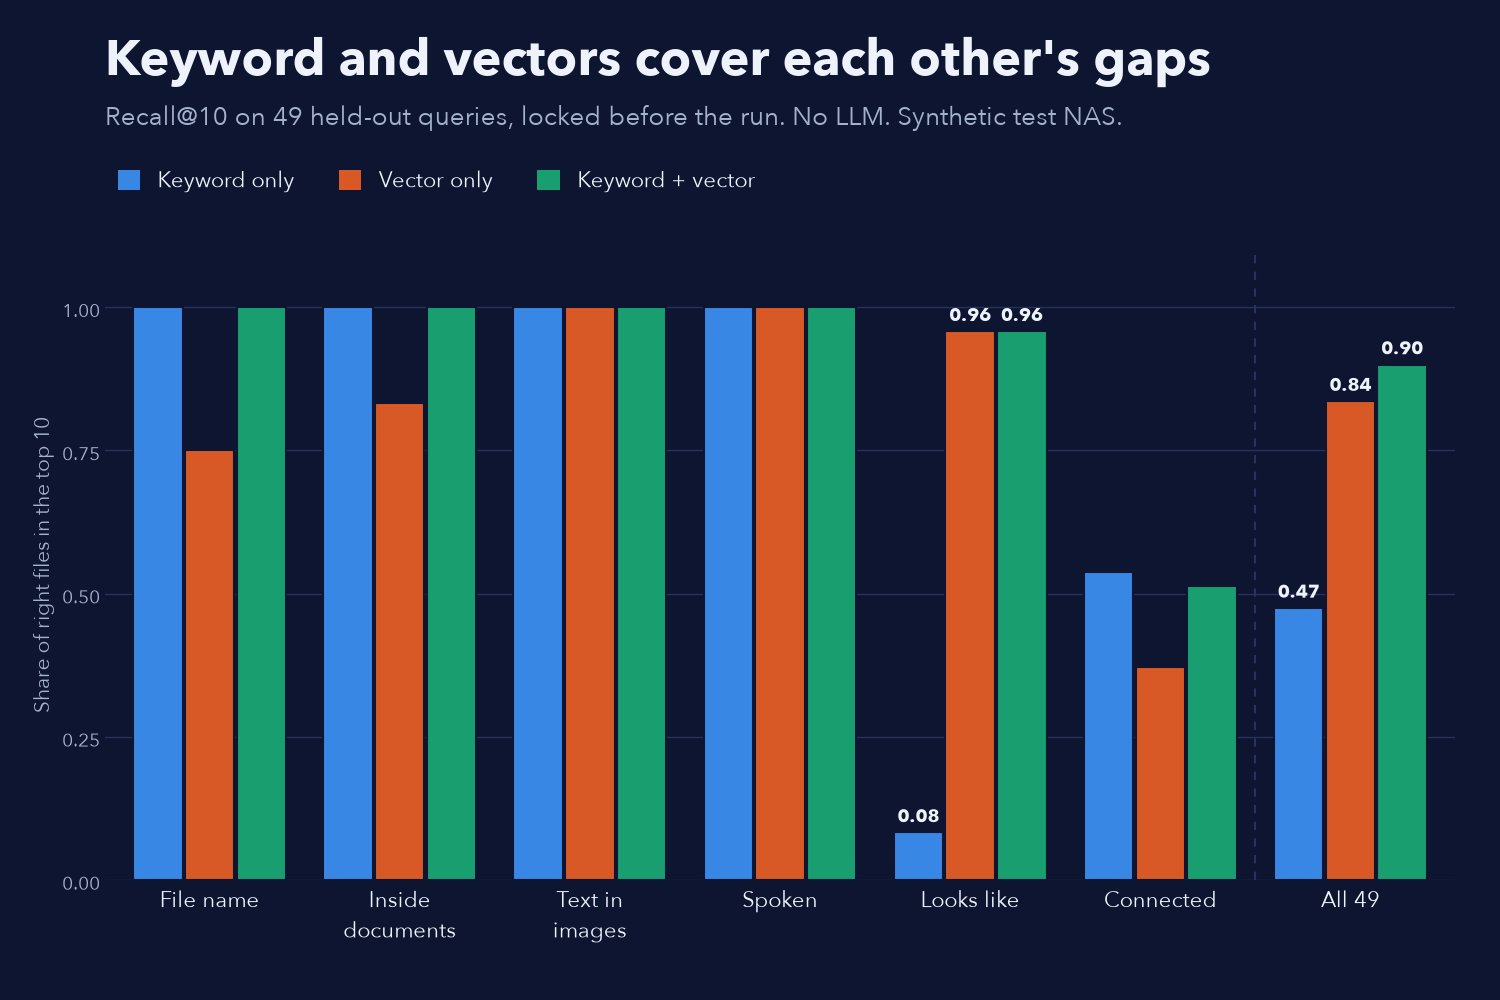 Keyword and vectors cover each other's gaps
Recall@10 on 49 held-out queries, locked before the run. No LLM. Synthetic test NAS.
Keyword only
Vector only
Keyword + vector
Share of right files in the top 10
1.00
0.75
0.50
0.25
0.00
0.08
0.96
0.96
0.47
0.84
0.90
File name
Inside
documents
Text in
images
Spoken
Looks like
Connected
All 49